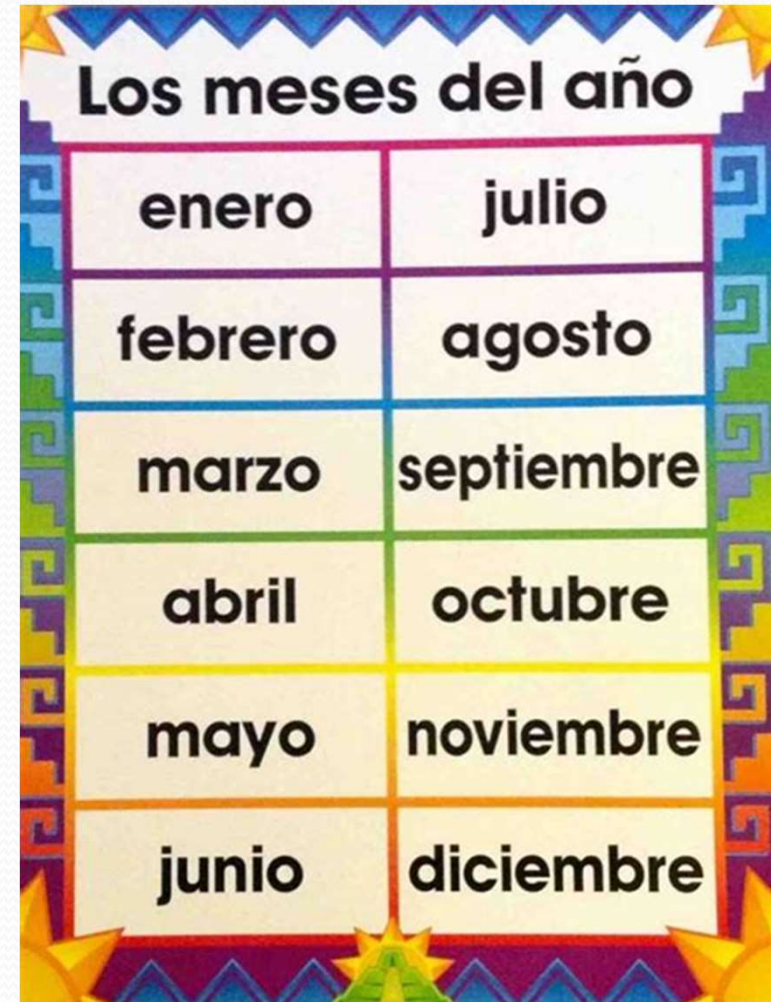 Los meses del año
enero
febrero
marzo
abril
mayo
junio
julio
agosto
septiembre
octubre
noviembre
diciembre